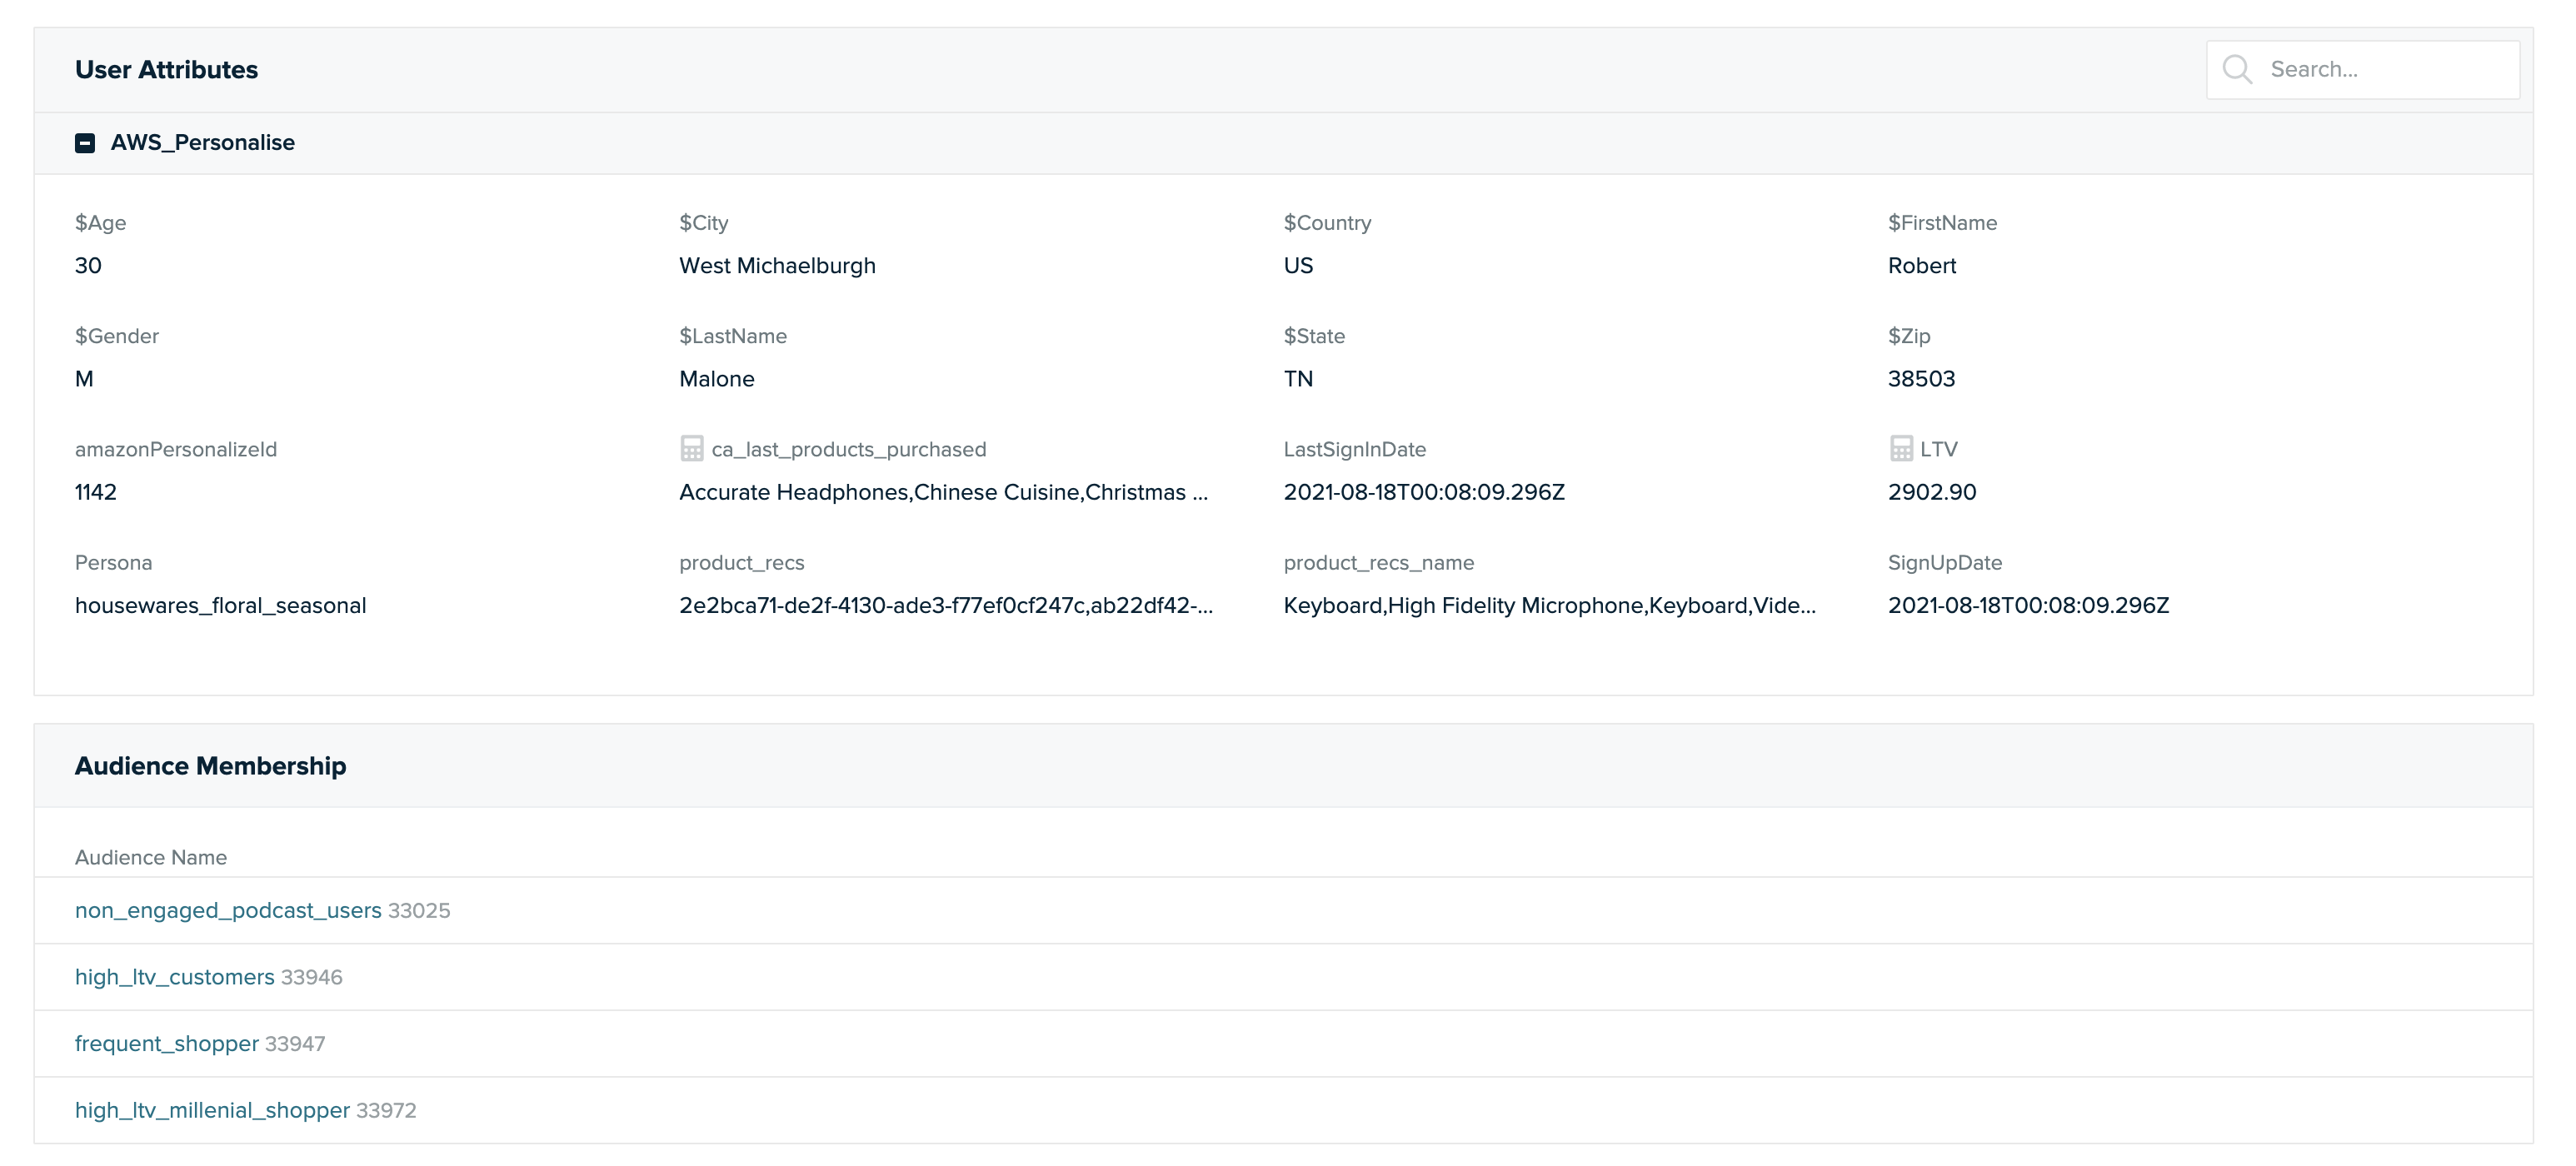 User Attributes
Search...
AWS_Personalise
$Age $City $Country $FirstName
30 West Michaelburgh US Robert
$Gender $LastName $State $Zip
M Malone TN 38503
amazonPersonalizeId ca_last_products_purchased LastSignInDate LTV
1142 Accurate Headphones,Chinese Cuisine,Christmas ... 2021-08-18T00:08:09.296Z 2902.90
Persona product_recs product_recs_name SignUpDate
housewares_floral_seasonal 2e2bca71-de2f-4130-ade3-f77ef0cf247c,ab22df42-... Keyboard,High Fidelity Microphone,Keyboard,Vide... 2021-08-18T00:08:09.296Z
Audience Membership
Audience Name
non_engaged_podcast_users 33025
high_ltv_customers 33946
frequent_shopper 33947
high_ltv_millenial_shopper 33972